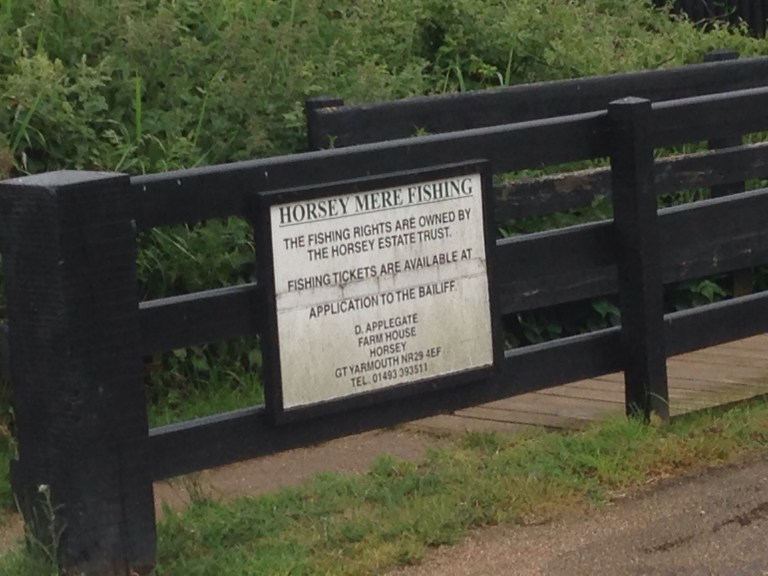 HORSEY MERE FISHING
THE FISHING RIGHTS ARE OWNED BY
THE HORSEY ESTATE TRUST.
FISHING TICKETS ARE AVAILABLE AT
APPLICATION TO THE BAILIFF.
D. APPLEGATE
FARM HOUSE
HORSEY
GT YARMOUTH NR29 4EF
TEL. 01493 393511